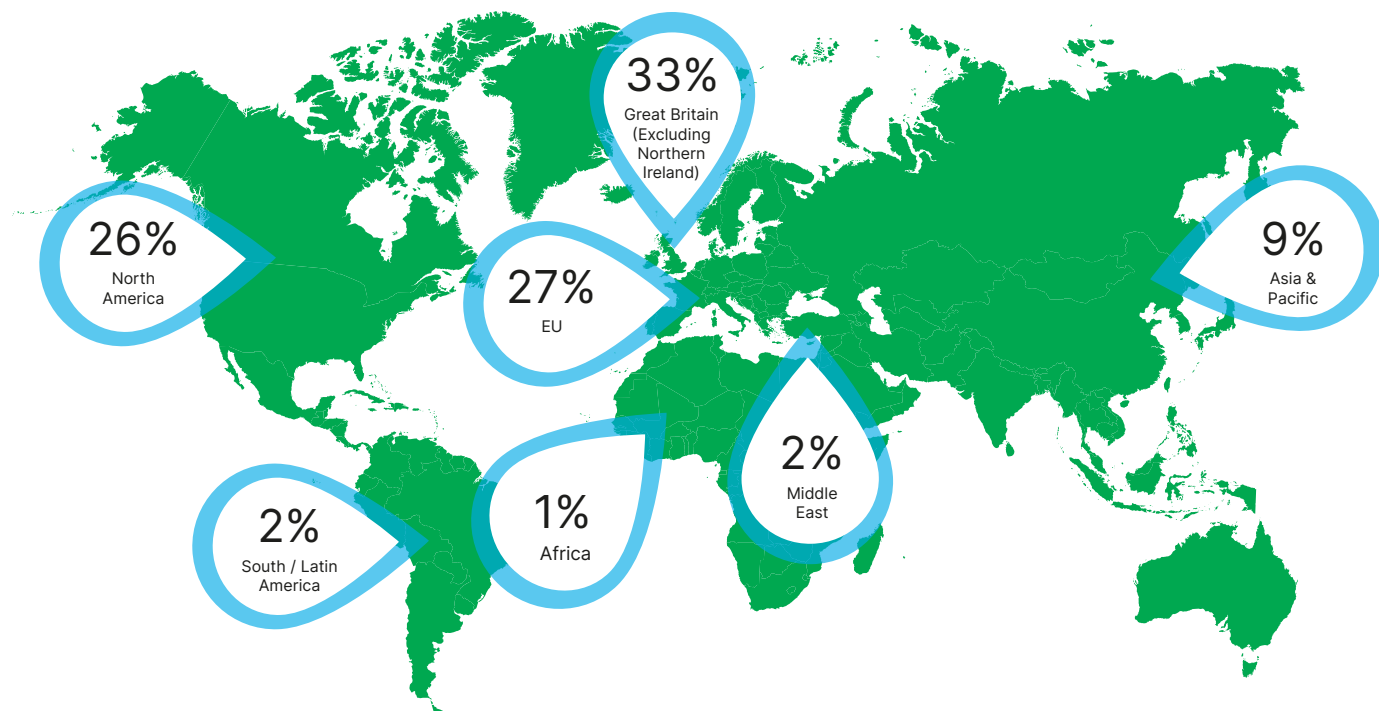 33%
Great Britain
(Excluding
Northern
Ireland)
26%
North
America
27%
EU
9%
Asia &
Pacific
2%
Middle
East
1%
Africa
2%
South / Latin
America